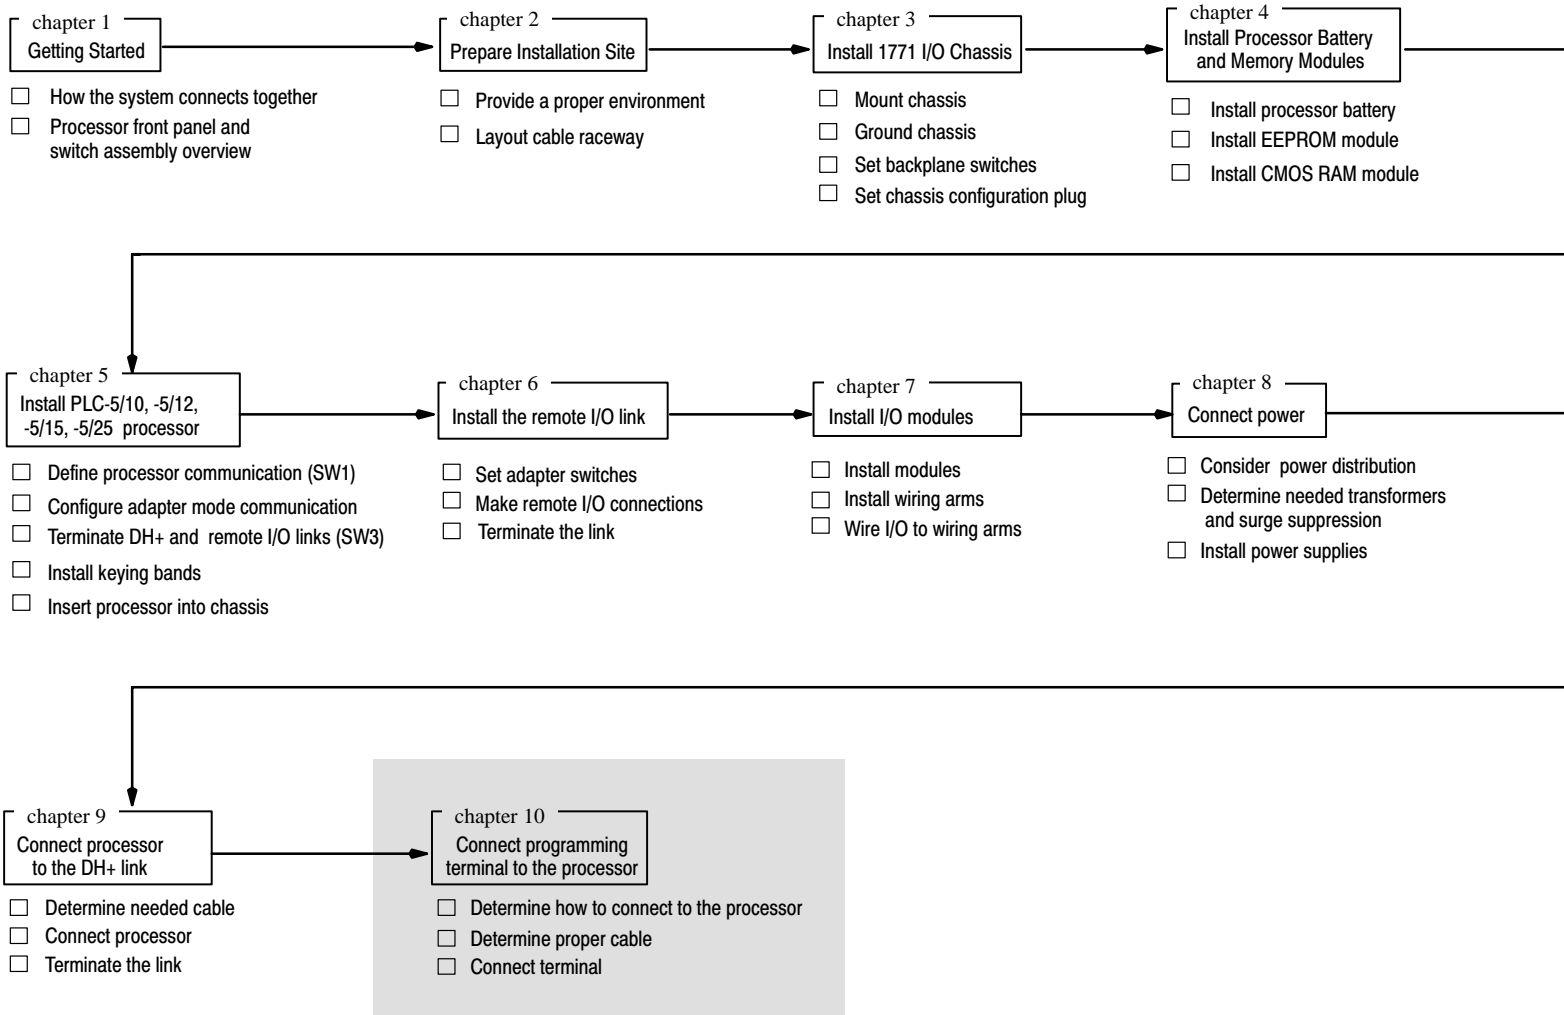 chapter 1
Getting Started
How the system connects together
Processor front panel and
switch assembly overview
chapter 2
Prepare Installation Site
Provide a proper environment
Layout cable raceway
chapter 3
Install 1771 I/O Chassis
Mount chassis
Ground chassis
Set backplane switches
Set chassis configuration plug
chapter 4
Install Processor Battery
and Memory Modules
Install processor battery
Install EEPROM module
Install CMOS RAM module
chapter 5
Install PLC-5/10, -5/12,
-5/15, -5/25 processor
Define processor communication (SW1)
Configure adapter mode communication
Terminate DH+ and remote I/O links (SW3)
Install keying bands
Insert processor into chassis
chapter 6
Install the remote I/O link
Set adapter switches
Make remote I/O connections
Terminate the link
chapter 7
Install I/O modules
Install modules
Install wiring arms
Wire I/O to wiring arms
chapter 8
Connect power
Consider power distribution
Determine needed transformers
and surge suppression
Install power supplies
chapter 9
Connect processor
to the DH+ link
Determine needed cable
Connect processor
Terminate the link
chapter 10
Connect programming
terminal to the processor
Determine how to connect to the processor
Determine proper cable
Connect terminal